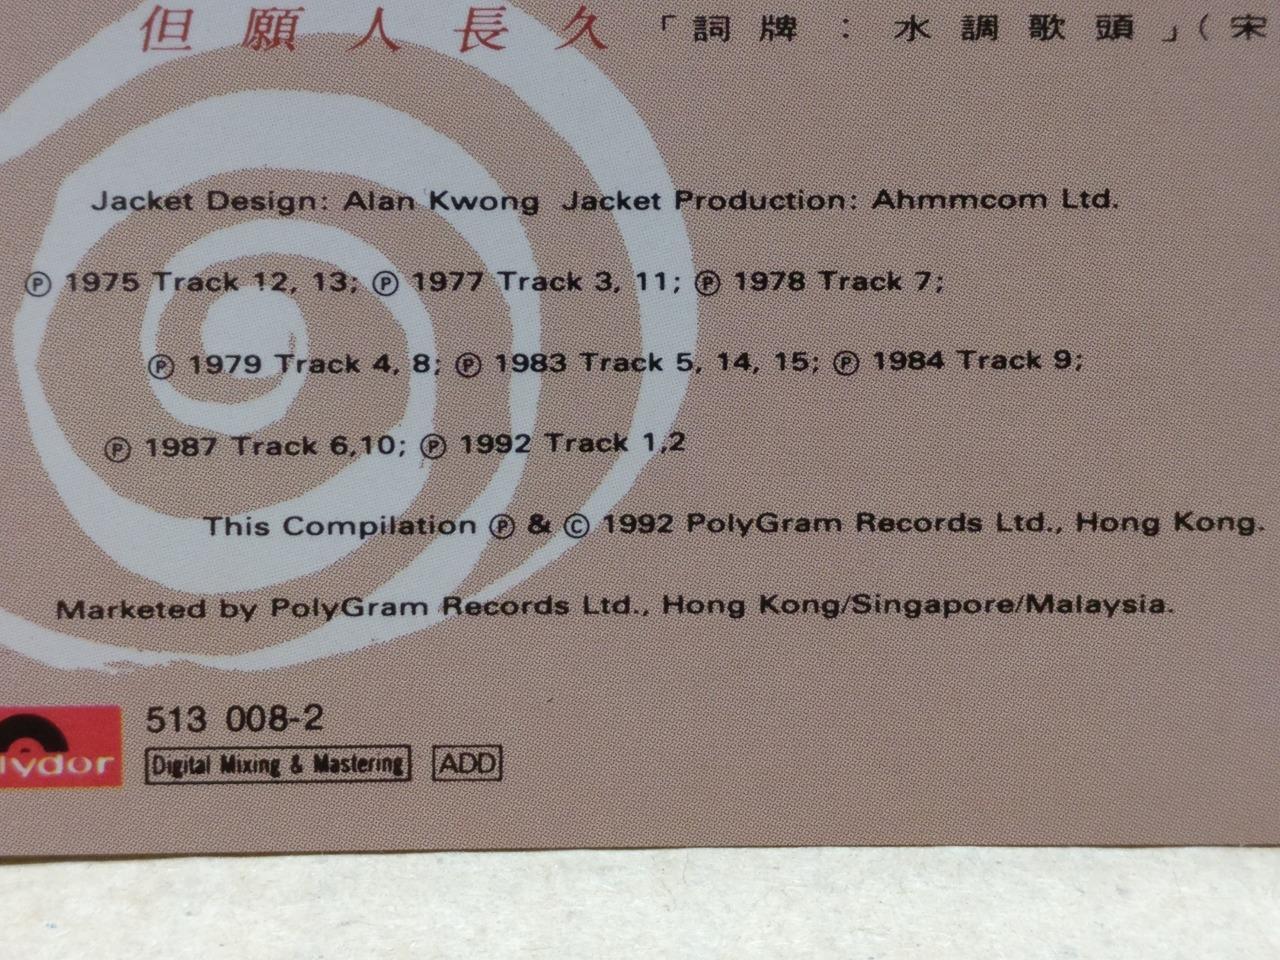 但願人長久 「詞牌：水調歌頭」（宋
Jacket Design: Alan Kwong Jacket Production: Ahmmcom Ltd.
Ⓟ 1975 Track 12, 13; Ⓟ 1977 Track 3, 11; Ⓟ 1978 Track 7;
Ⓟ 1979 Track 4, 8; Ⓟ 1983 Track 5, 14, 15; Ⓟ 1984 Track 9;
Ⓟ 1987 Track 6,10; Ⓟ 1992 Track 1,2
This Compilation Ⓟ & © 1992 PolyGram Records Ltd., Hong Kong.
Marketed by PolyGram Records Ltd., Hong Kong/Singapore/Malaysia.
513 008-2
lydor Digital Mixing & Mastering ADD